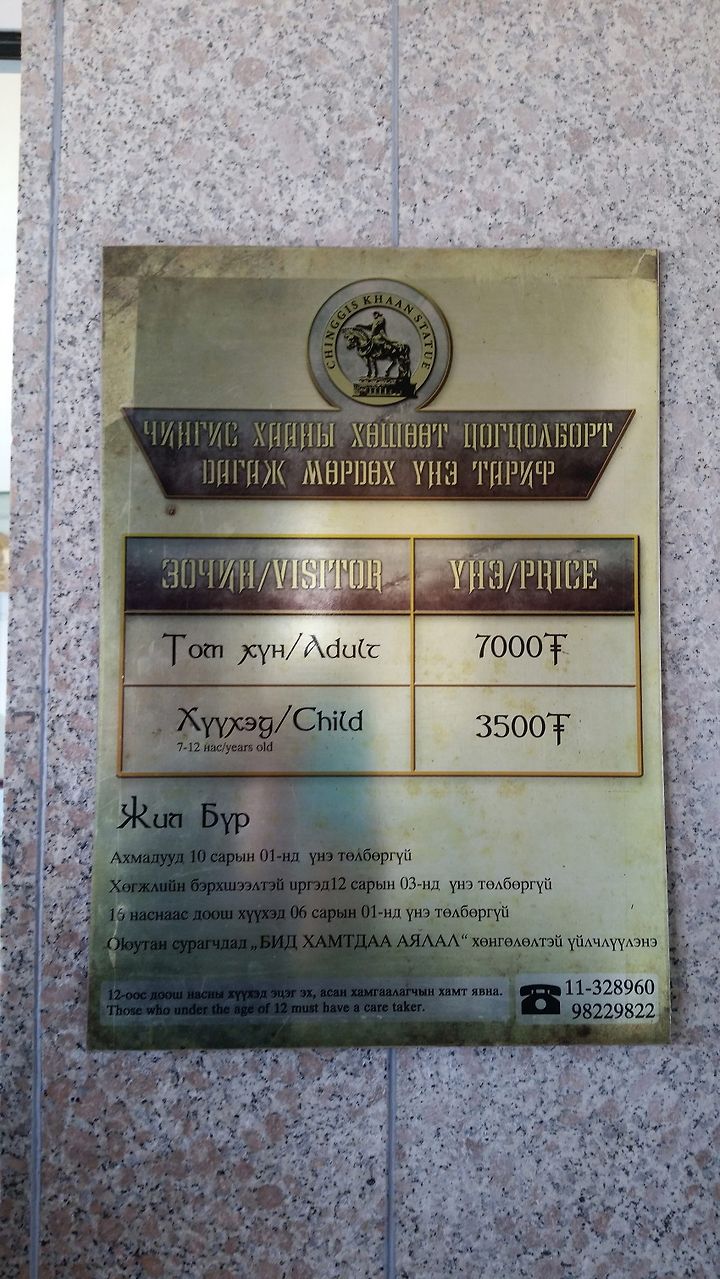 CHINGGIS KHAAN STATUE
ЧИНГИС ХААНЫ ХӨШӨӨТ ЦОГЦОЛБОРТ
ДАГАЖ МӨРДӨХ ҮНЭ ТАРИФ
ЗОЧИН/VISITOR ҮНЭ/PRICE
Том хүн/Adult 7000₮
Хүүхэд/Child 3500₮
7-12 нас/years old
Жил Бүр
Ахмадууд 10 сарын 01-нд үнэ төлбөргүй
Хөгжлийн бэрхшээлтэй иргэд12 сарын 03-нд үнэ төлбөргүй
16 наснаас доош хүүхэд 06 сарын 01-нд үнэ төлбөргүй
Оюутан сурагчдад „БИД ХАМТДАА АЯЛАЛ“ хөнгөлөлтэй үйлчлүүлэнэ
12-оос доош насны хүүхэд эцэг эх, асан хамгаалагчын хамт явна.
Those who under the age of 12 must have a care taker.
11-328960
98229822